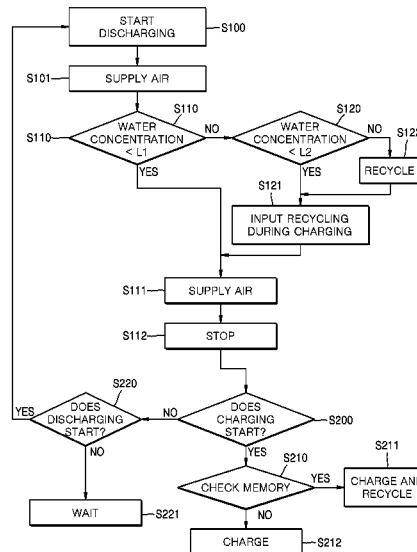 START
DISCHARGING
S100
S101
SUPPLY AIR
S110
S110
WATER
CONCENTRATION
< L1
NO
YES
S120
WATER
CONCENTRATION
< L2
NO
YES
S122
RECYCLE
S121
INPUT RECYCLING
DURING CHARGING
S111
SUPPLY AIR
S112
STOP
S220
DOES
DISCHARGING
START?
YES
NO
NO
DOES
CHARGING
START?
S200
YES
S210
CHECK MEMORY
YES
NO
S211
CHARGE AND
RECYCLE
WAIT
S221
CHARGE
S212